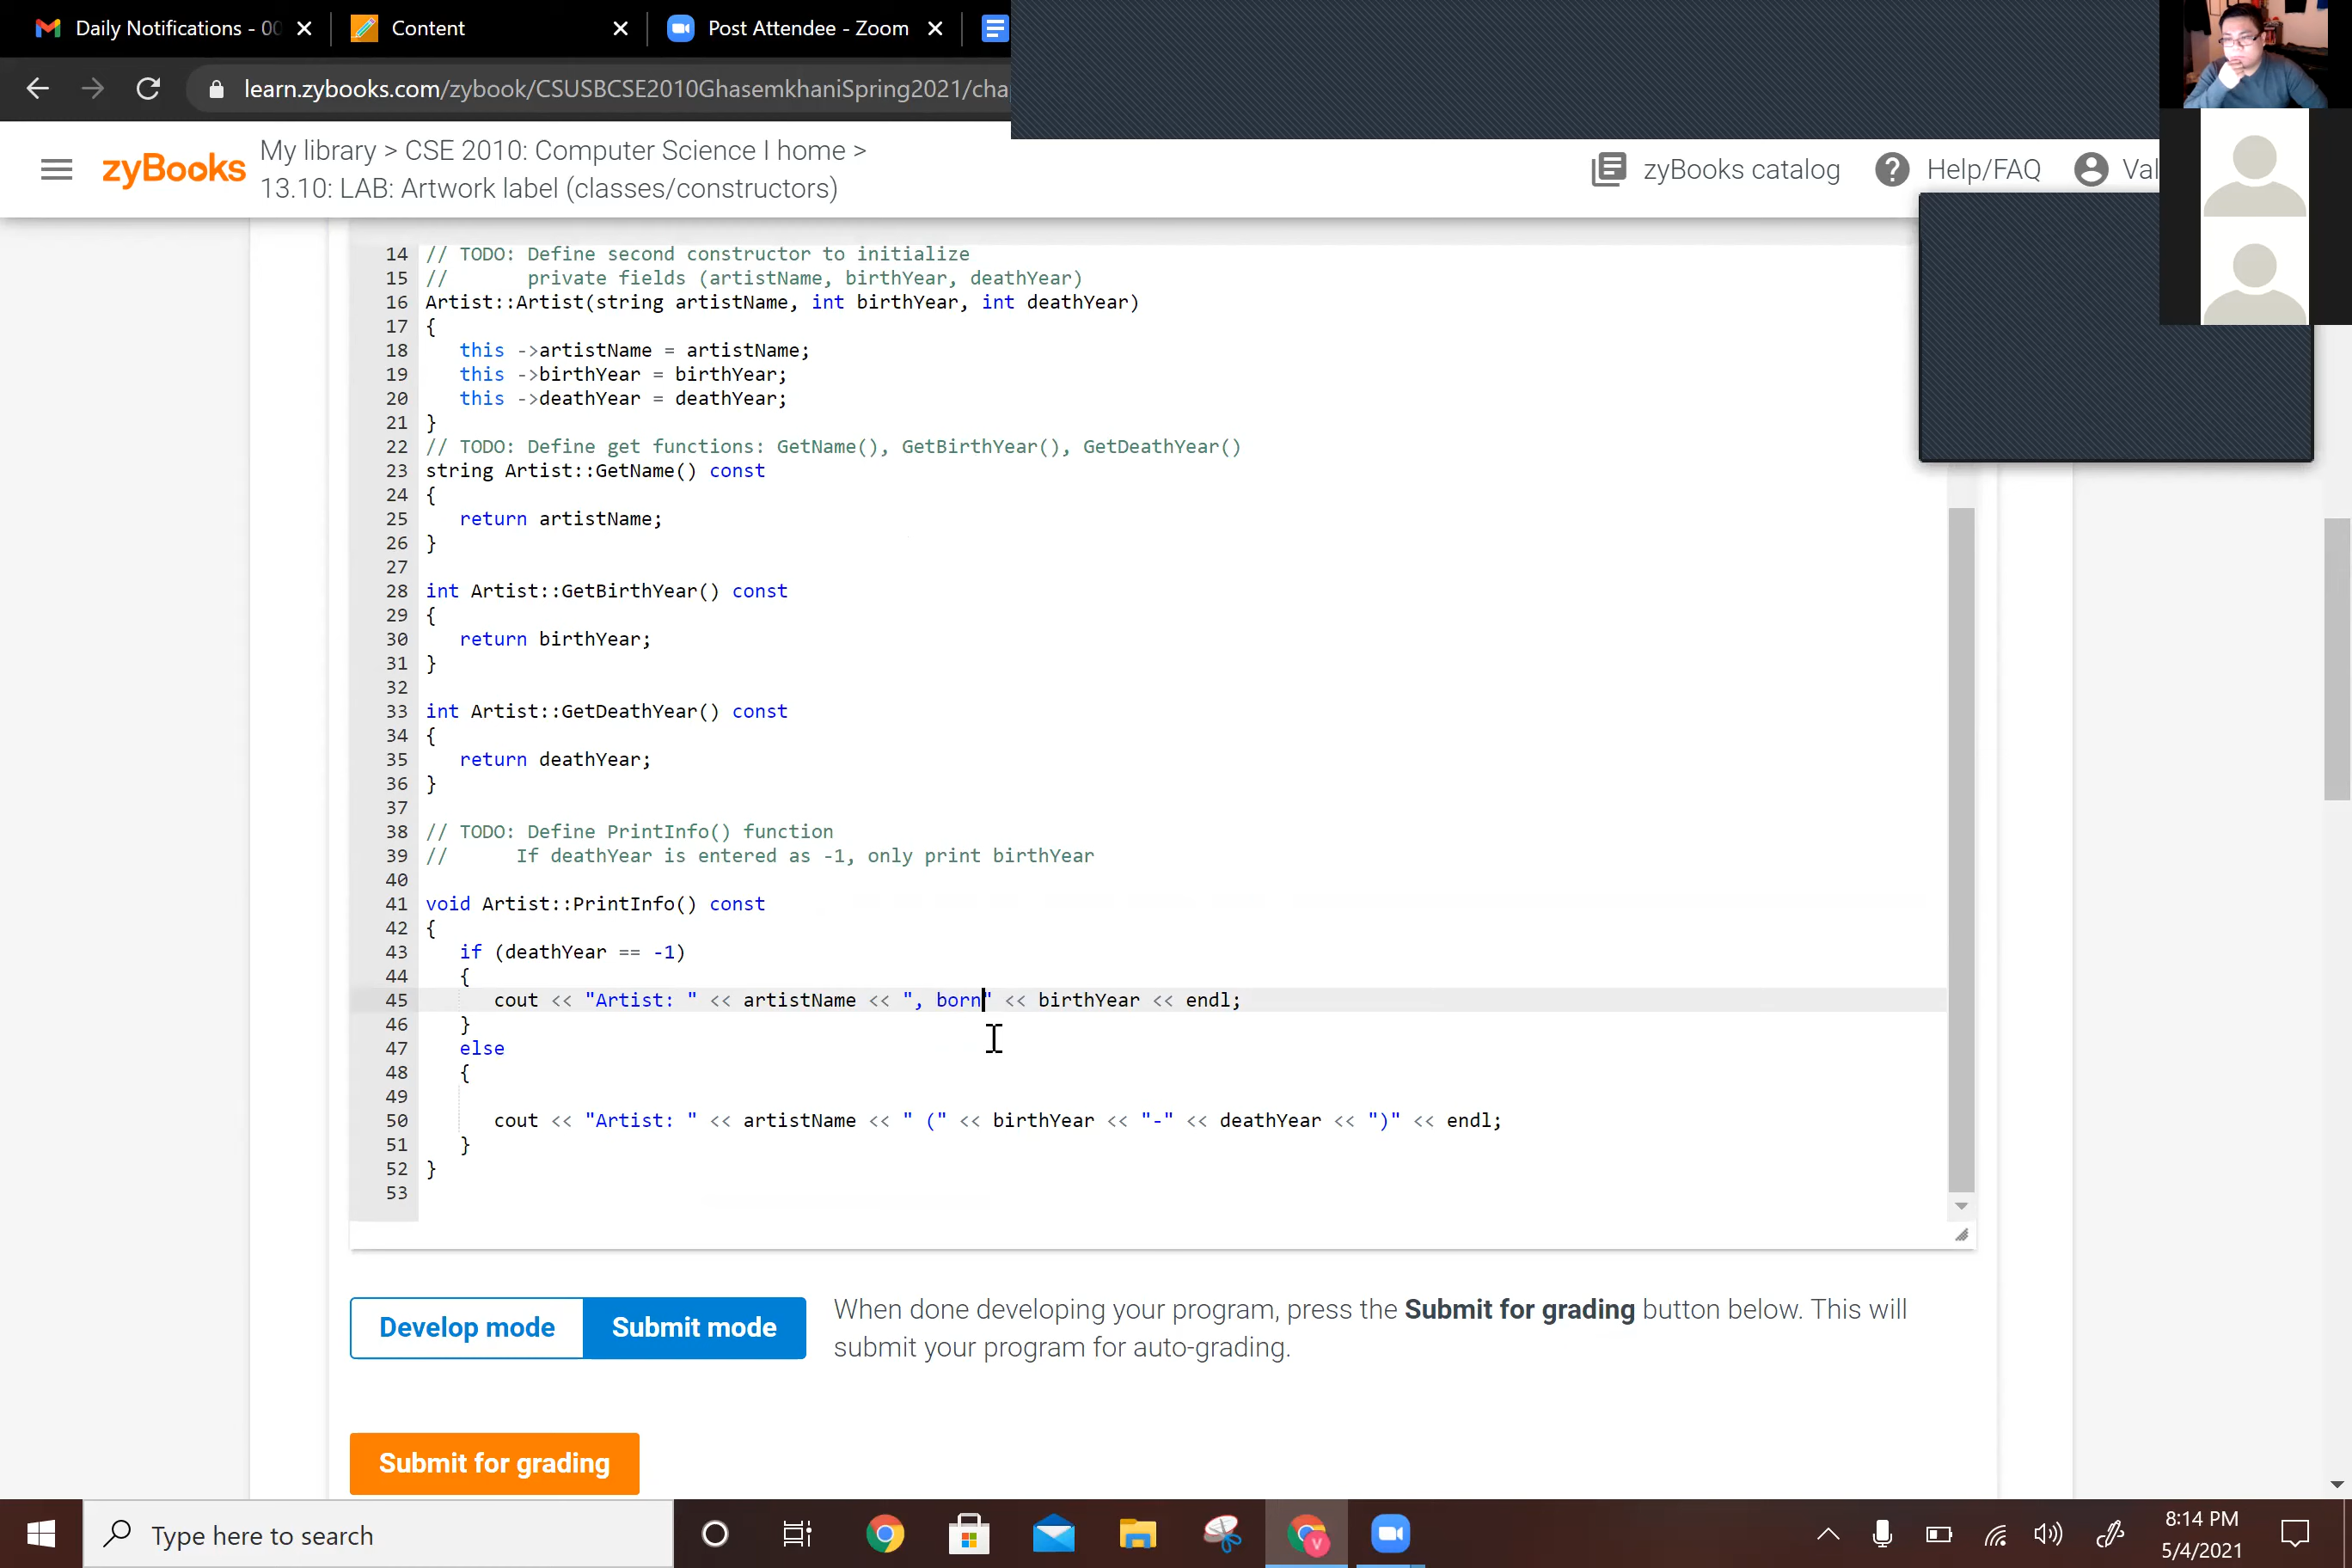 Daily Notifications - 00
Content
Post Attendee - Zoom
learn.zybooks.com/zybook/CSUSBCSE2010GhasemkhaniSpring2021/cha
zyBooks
My library > CSE 2010: Computer Science I home >
13.10: LAB: Artwork label (classes/constructors)
zyBooks catalog
Help/FAQ
Val
14 // TODO: Define second constructor to initialize
15 //       private fields (artistName, birthYear, deathYear)
16 Artist::Artist(string artistName, int birthYear, int deathYear)
17 {
18    this ->artistName = artistName;
19    this ->birthYear = birthYear;
20    this ->deathYear = deathYear;
21 }
22 // TODO: Define get functions: GetName(), GetBirthYear(), GetDeathYear()
23 string Artist::GetName() const
24 {
25    return artistName;
26 }
27
28 int Artist::GetBirthYear() const
29 {
30    return birthYear;
31 }
32
33 int Artist::GetDeathYear() const
34 {
35    return deathYear;
36 }
37
38 // TODO: Define PrintInfo() function
39 //      If deathYear is entered as -1, only print birthYear
40
41 void Artist::PrintInfo() const
42 {
43    if (deathYear == -1)
44    {
45       cout << "Artist: " << artistName << ", born" << birthYear << endl;
46    }
47    else
48    {
49
50       cout << "Artist: " << artistName << " (" << birthYear << "-" << deathYear << ")" << endl;
51    }
52 }
53
Develop mode
Submit mode
When done developing your program, press the Submit for grading button below. This will
submit your program for auto-grading.
Submit for grading
Type here to search
V
8:14 PM
5/4/2021